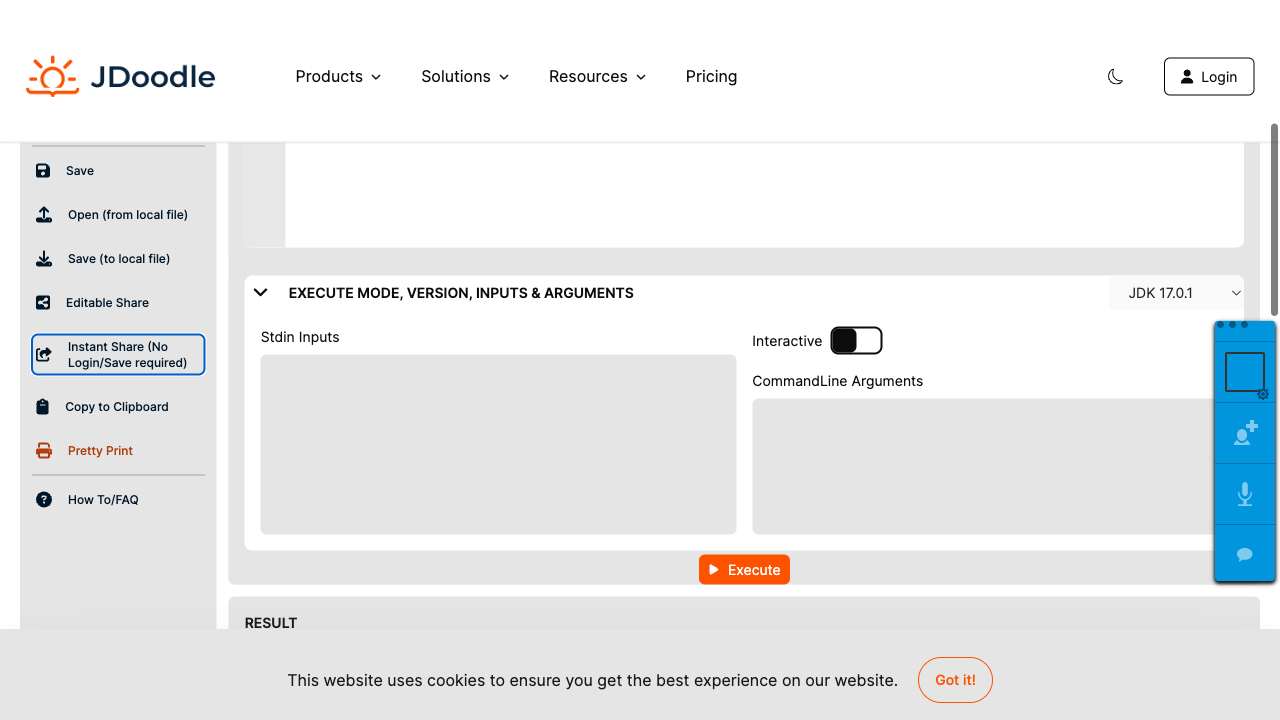 JDoodle
Products
Solutions
Resources
Pricing
Login
Save
Open (from local file)
Save (to local file)
Editable Share
Instant Share (No
Login/Save required)
Copy to Clipboard
Pretty Print
How To/FAQ
EXECUTE MODE, VERSION, INPUTS & ARGUMENTS
JDK 17.0.1
Stdin Inputs
Interactive
CommandLine Arguments
Execute
RESULT
This website uses cookies to ensure you get the best experience on our website.
Got it!